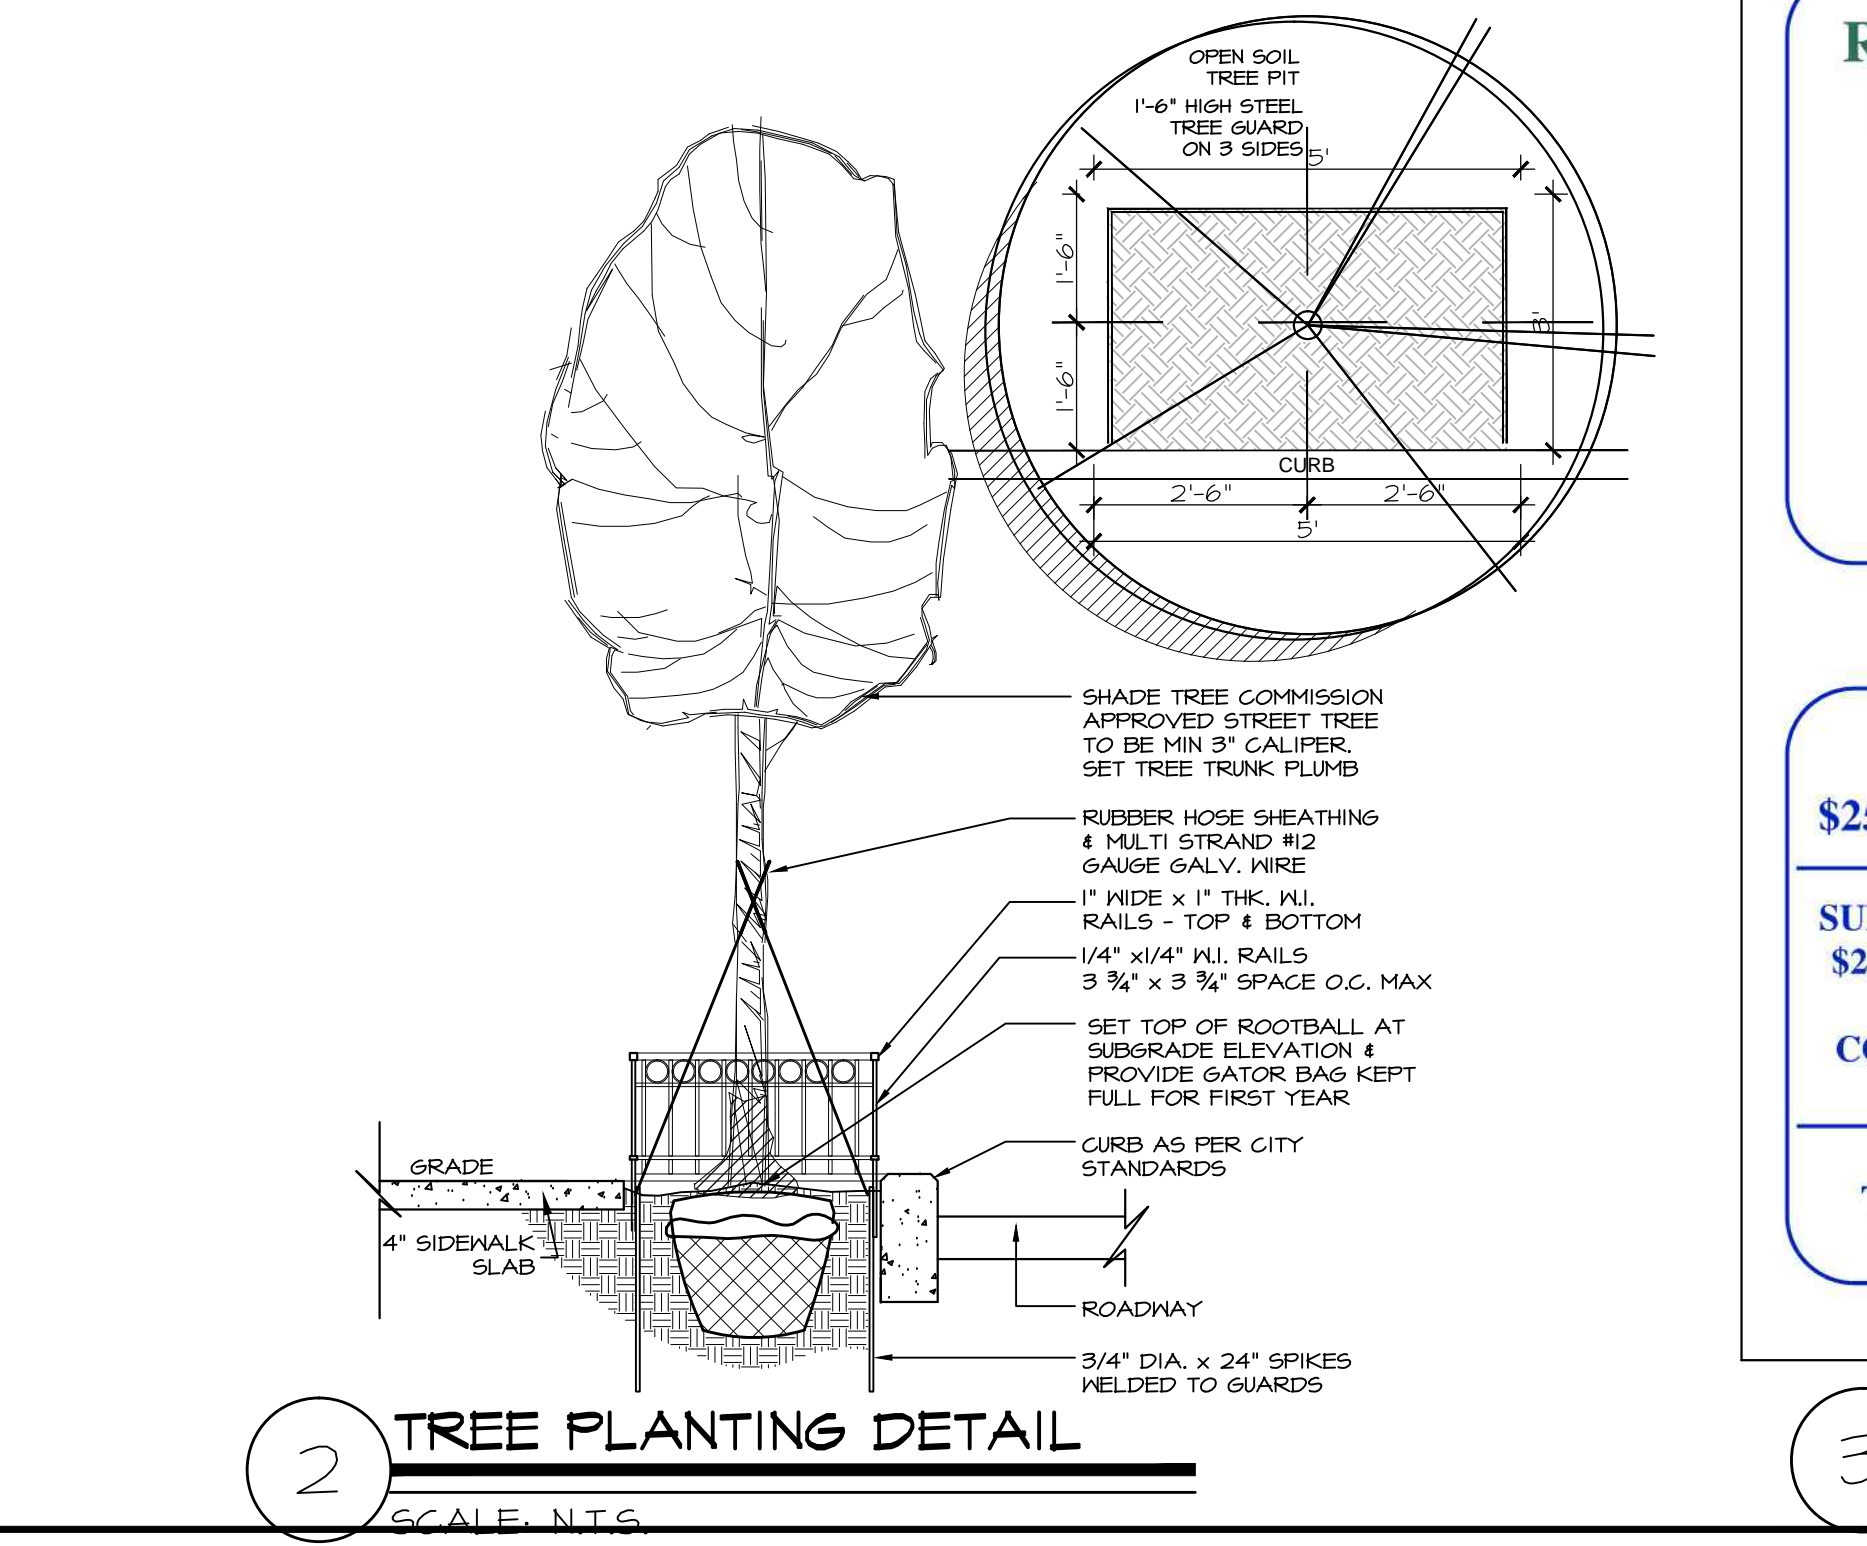 OPEN SOIL
TREE PIT
1'-6" HIGH STEEL
TREE GUARD
ON 3 SIDES
5'
1'-6"
1'-6"
CURB
2'-6"
2'-6"
5'
SHADE TREE COMMISSION
APPROVED STREET TREE
TO BE MIN 3" CALIPER.
SET TREE TRUNK PLUMB
RUBBER HOSE SHEATHING
& MULTI STRAND #12
GAUGE GALV. WIRE
1" WIDE x 1" THK. W.I.
RAILS - TOP & BOTTOM
1/4" x1/4" W.I. RAILS
3 ¾" x 3 ¾" SPACE O.C. MAX
SET TOP OF ROOTBALL AT
SUBGRADE ELEVATION &
PROVIDE GATOR BAG KEPT
FULL FOR FIRST YEAR
CURB AS PER CITY
STANDARDS
GRADE
4" SIDEWALK
SLAB
ROADWAY
3/4" DIA. x 24" SPIKES
WELDED TO GUARDS
2
TREE PLANTING DETAIL
SCALE: N.T.S.
3